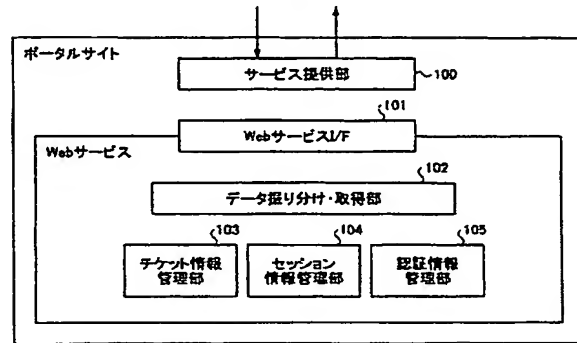 ポータルサイト
サービス提供部
100
101
WebサービスI/F
Webサービス
102
データ振り分け・取得部
103
チケット情報
管理部
104
セッション
情報管理部
105
認証情報
管理部